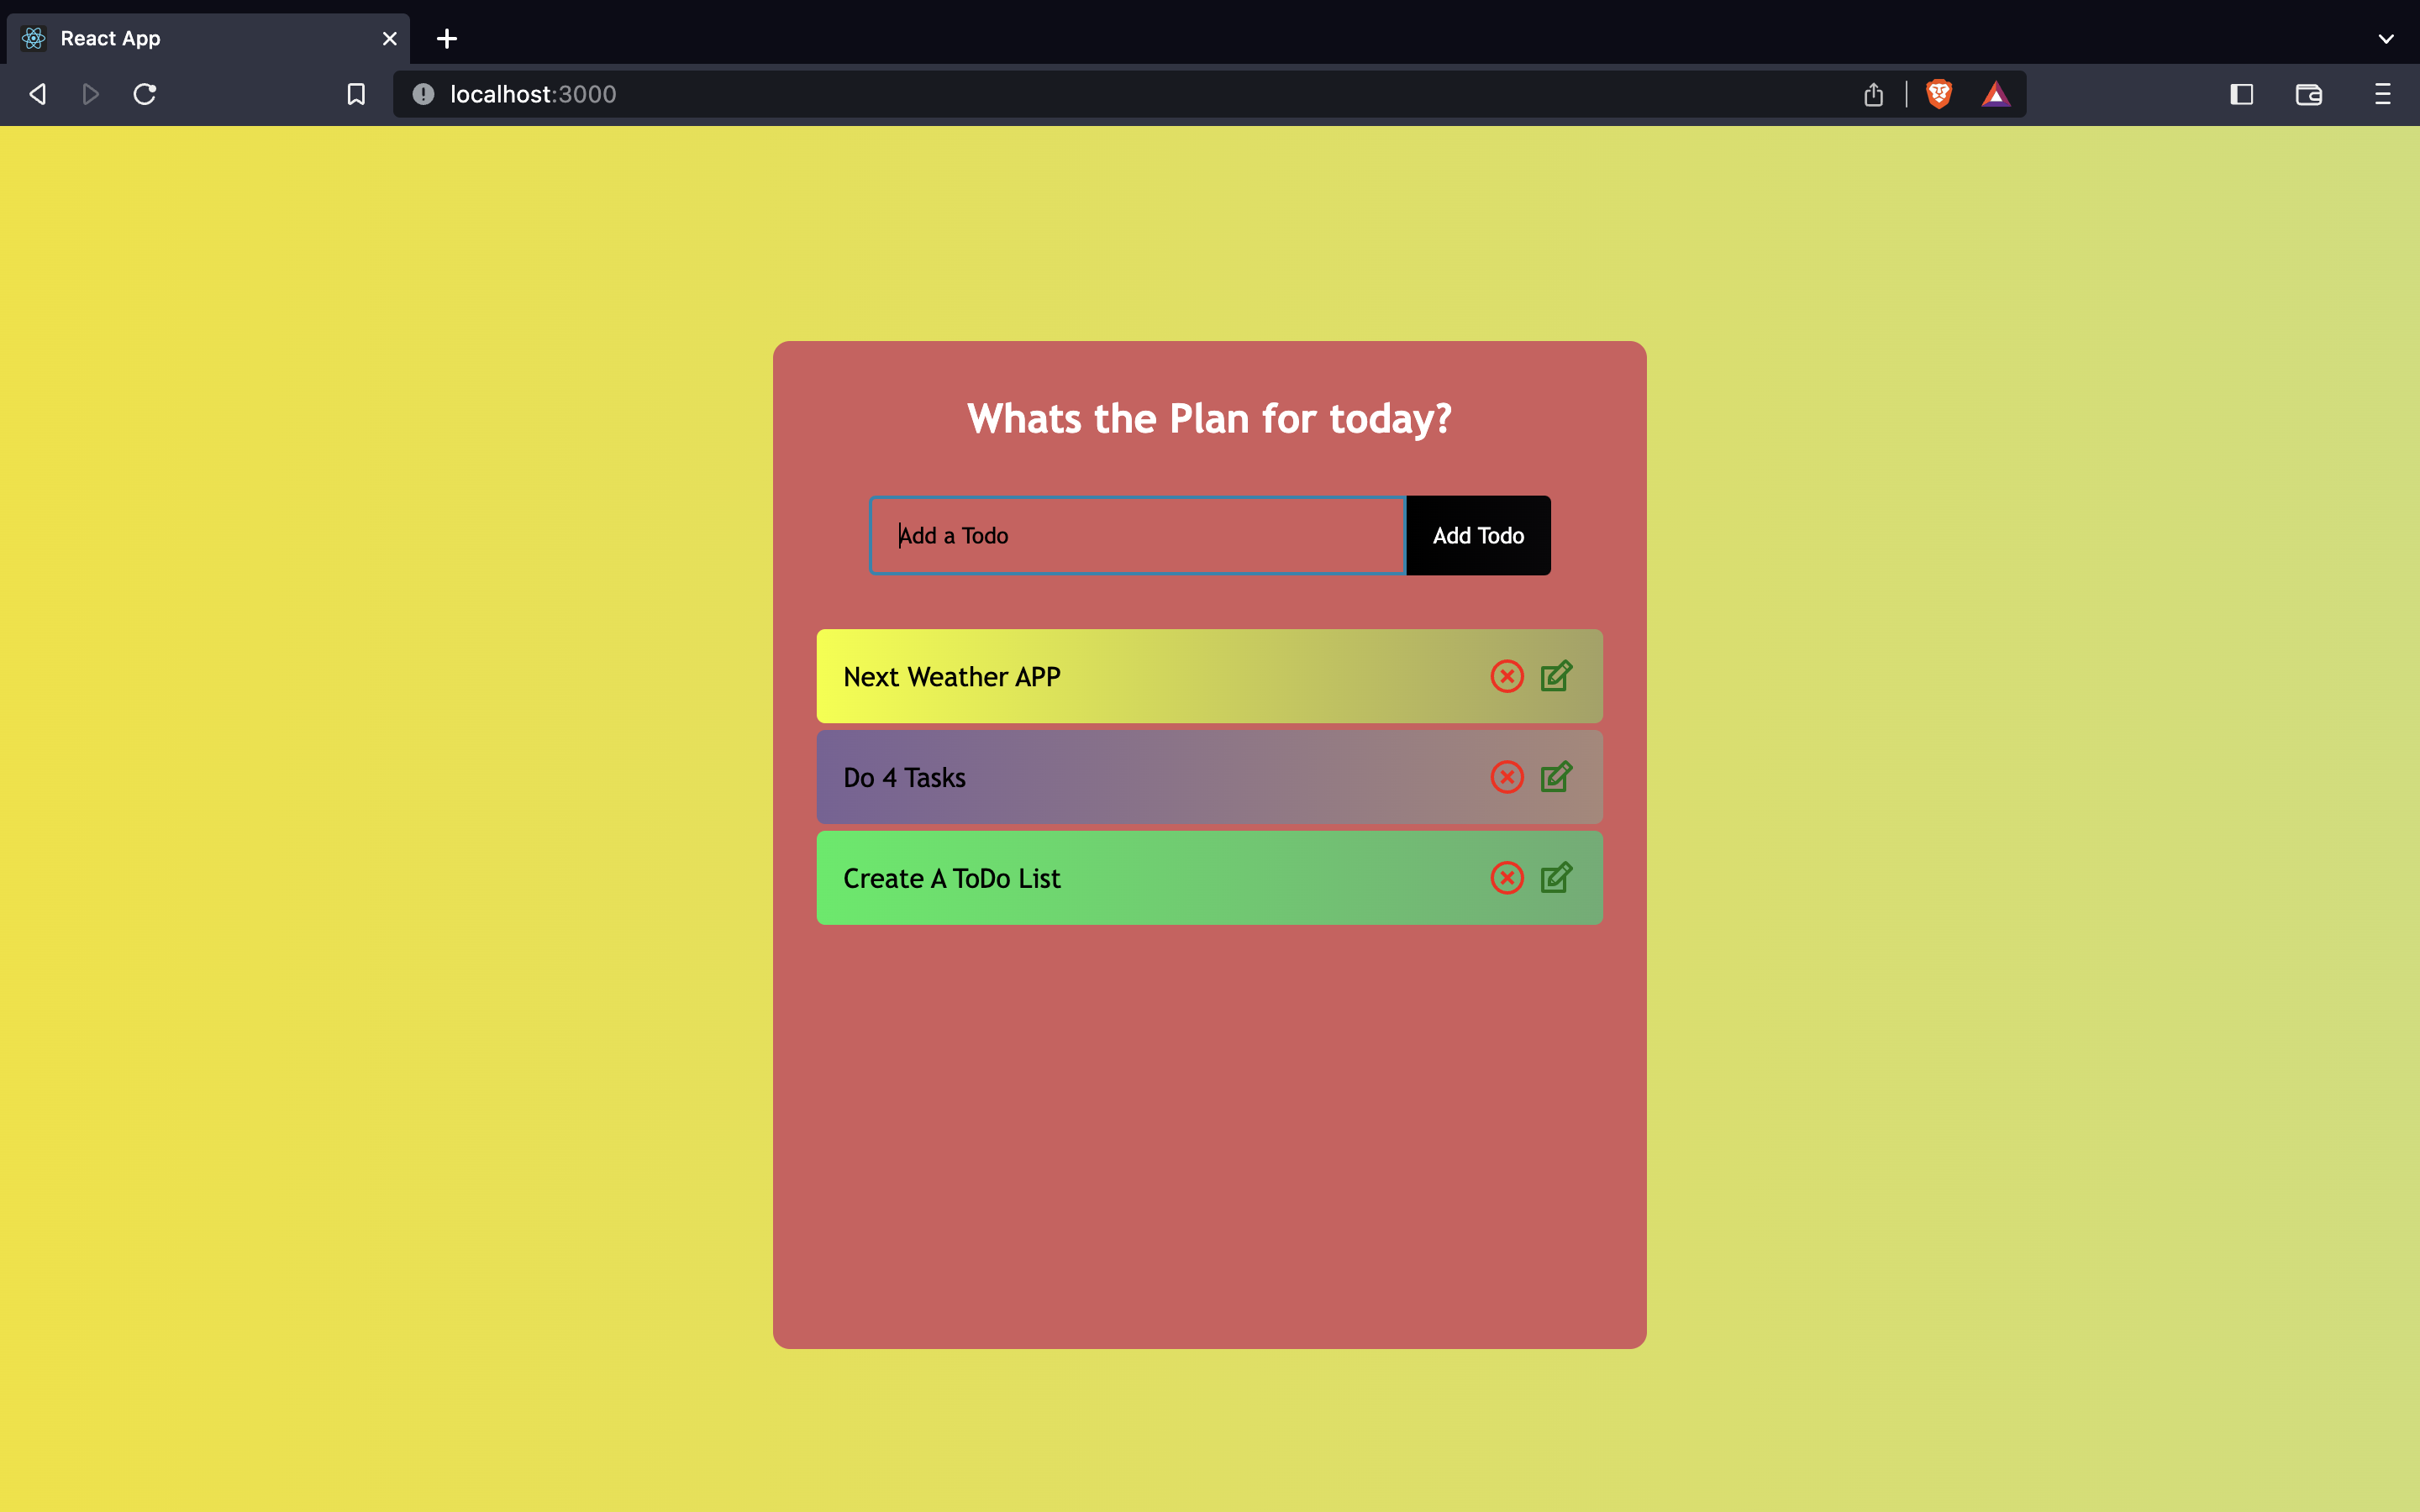 React App
localhost:3000
Whats the Plan for today?
Add a Todo
Add Todo
Next Weather APP
Do 4 Tasks
Create A ToDo List